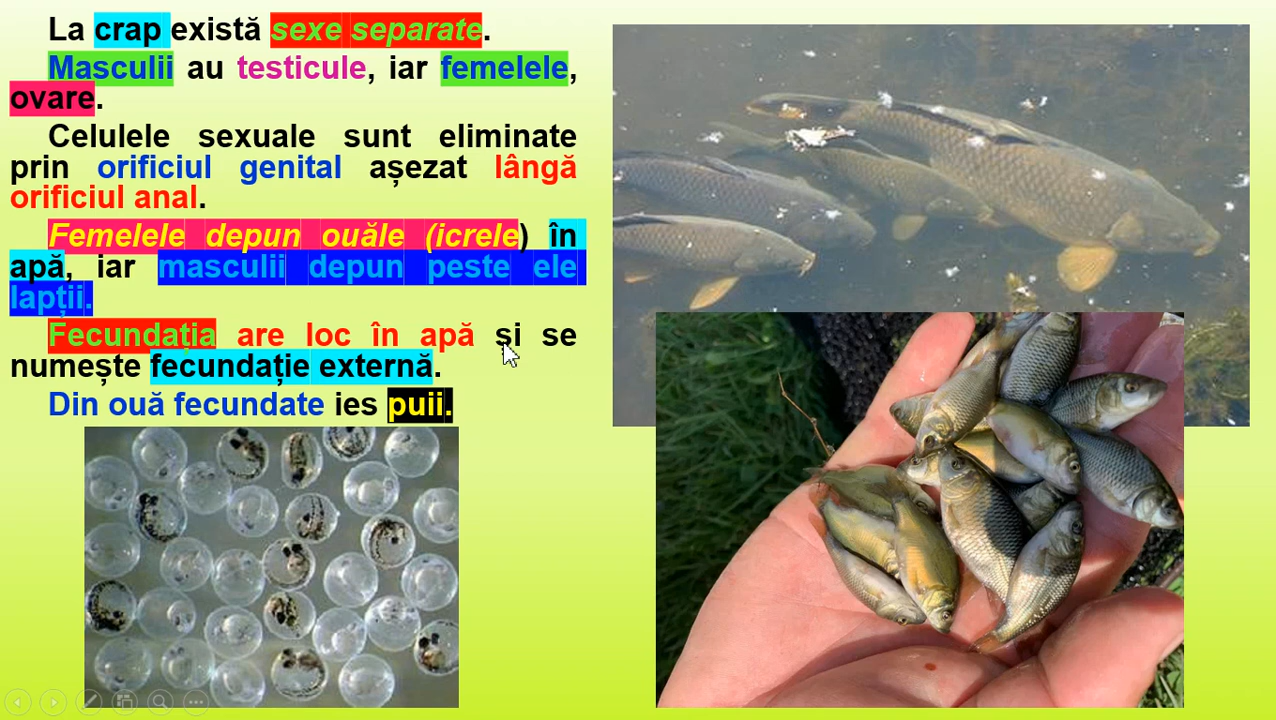 La crap există sexe separate.
Masculii au testicule, iar femelele,
ovare.
Celulele sexuale sunt eliminate
prin orificiul genital așezat lângă
orificiul anal.
Femelele depun ouăle (icrele) în
apă, iar masculii depun peste ele
lapții.
Fecundația are loc în apă și se
numește fecundație externă.
Din ouă fecundate ies puii.